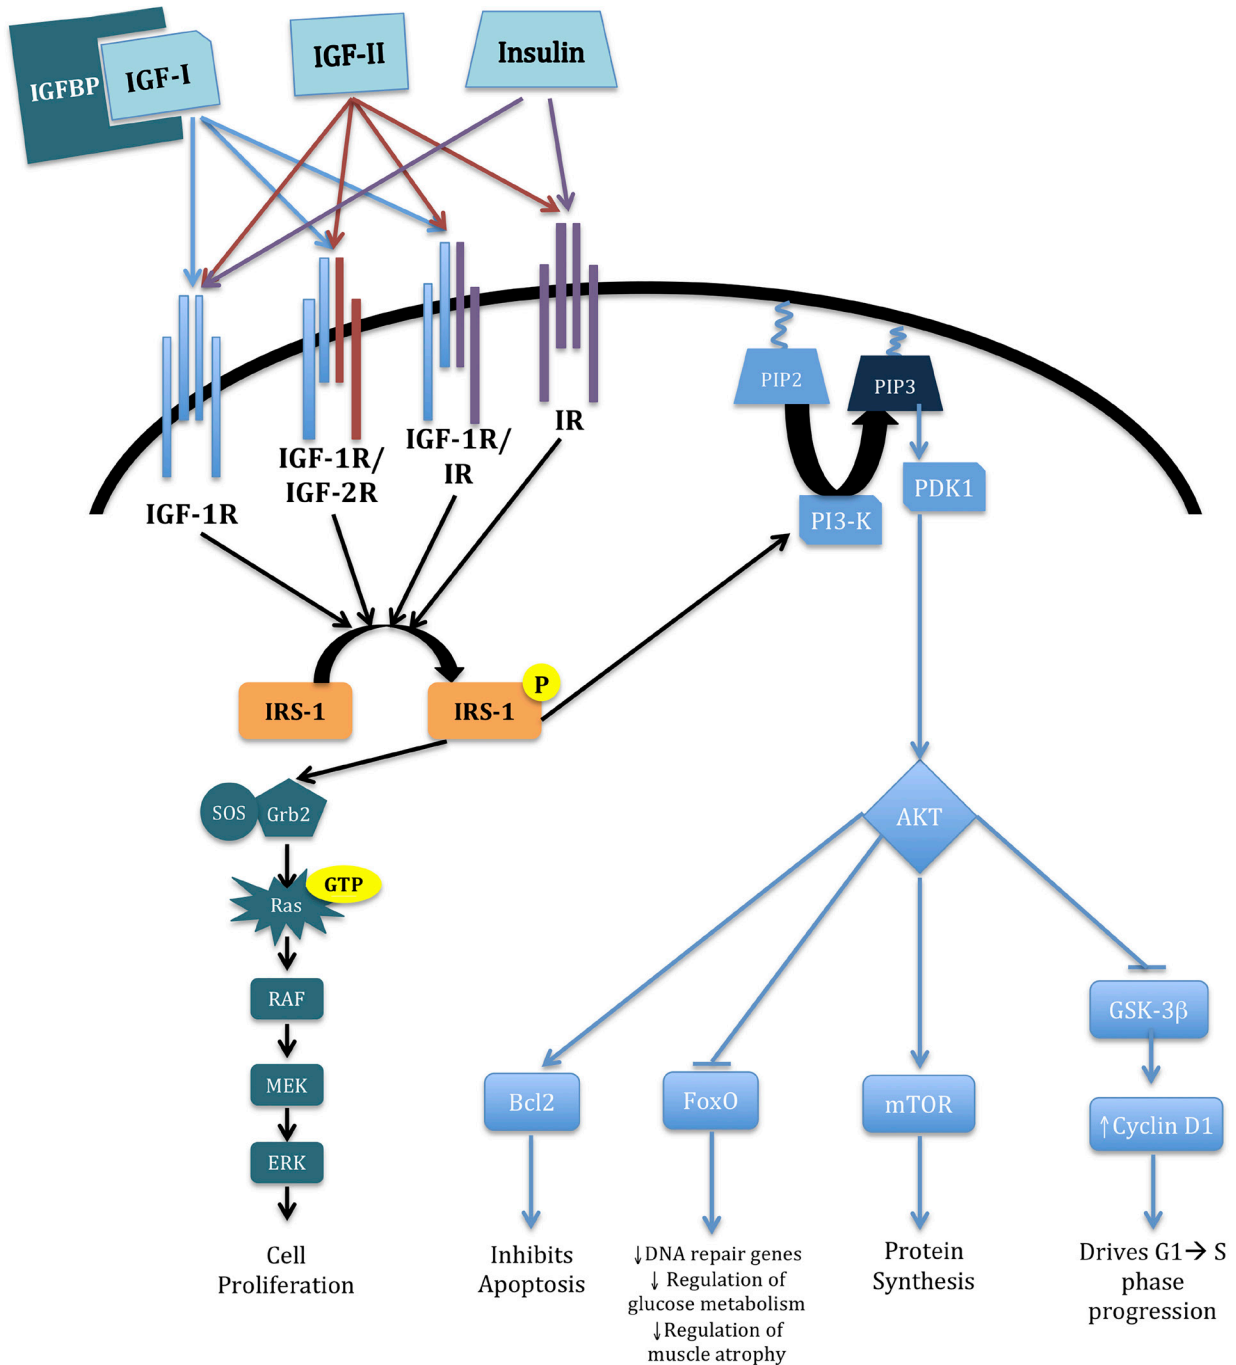 IGFBP
IGF-I
IGF-II
Insulin
IGF-1R
IGF-1R/
IGF-2R
IGF-1R/
IR
IR
PIP2
PIP3
PDK1
PI3-K
IRS-1
IRS-1
P
SOS
Grb2
GTP
Ras
RAF
MEK
ERK
Cell
Proliferation
AKT
Bcl2
Inhibits
Apoptosis
FoxO
↓DNA repair genes
↓ Regulation of
glucose metabolism
↓Regulation of
muscle atrophy
mTOR
Protein
Synthesis
GSK-3β
↑Cyclin D1
Drives G1→ S
phase
progression